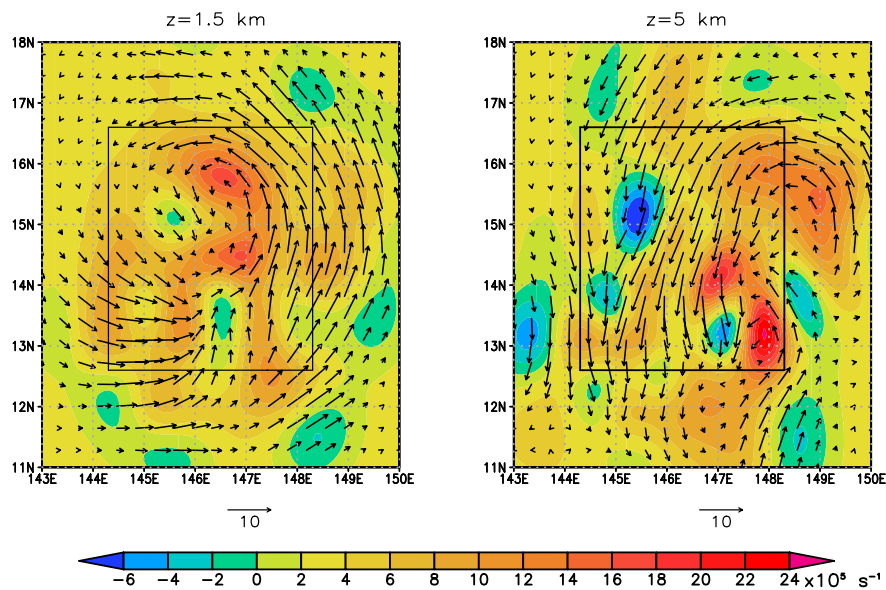 z=1.5 km z=5 km
18N 18N
17N 17N
16N 16N
15N 15N
14N 14N
13N 13N
12N 12N
11N 11N
143E 144E 145E 146E 147E 148E 149E 150E 143E 144E 145E 146E 147E 148E 149E 150E
10 10
-6 -4 -2 0 2 4 6 8 10 12 14 16 18 20 22 24 x10⁵ s⁻¹